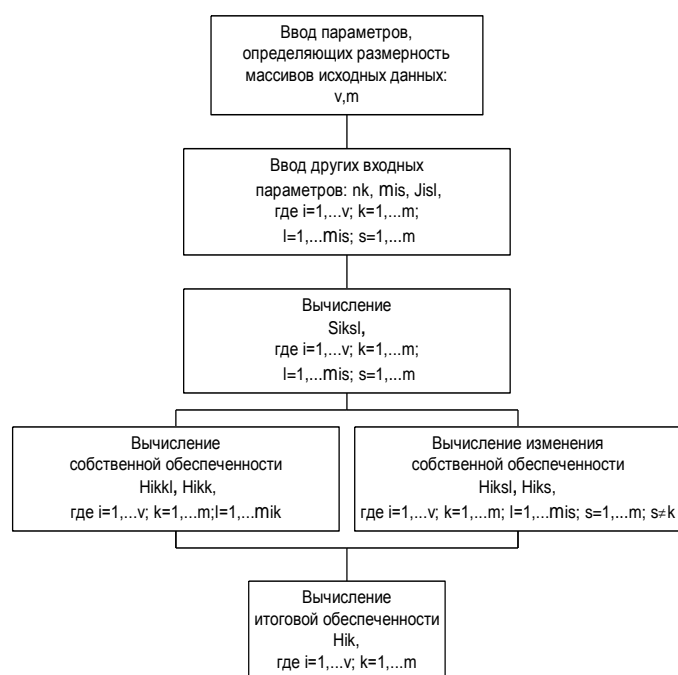 Ввод параметров,
определяющих размерность
массивов исходных данных:
v,m
Ввод других входных
параметров: nk, mis, Jisl,
где i=1,...v; k=1,...m;
l=1,...mis; s=1,...m
Вычисление
Siksl,
где i=1,...v; k=1,...m;
l=1,...mis; s=1,...m
Вычисление
собственной обеспеченности
Hikkl, Hikk,
где i=1,...v; k=1,...m;l=1,...mik
Вычисление изменения
собственной обеспеченности
Hiksl, Hiks,
где i=1,...v; k=1,...m; l=1,...mis; s=1,...m; s≠k
Вычисление
итоговой обеспеченности
Hik,
где i=1,...v; k=1,...m